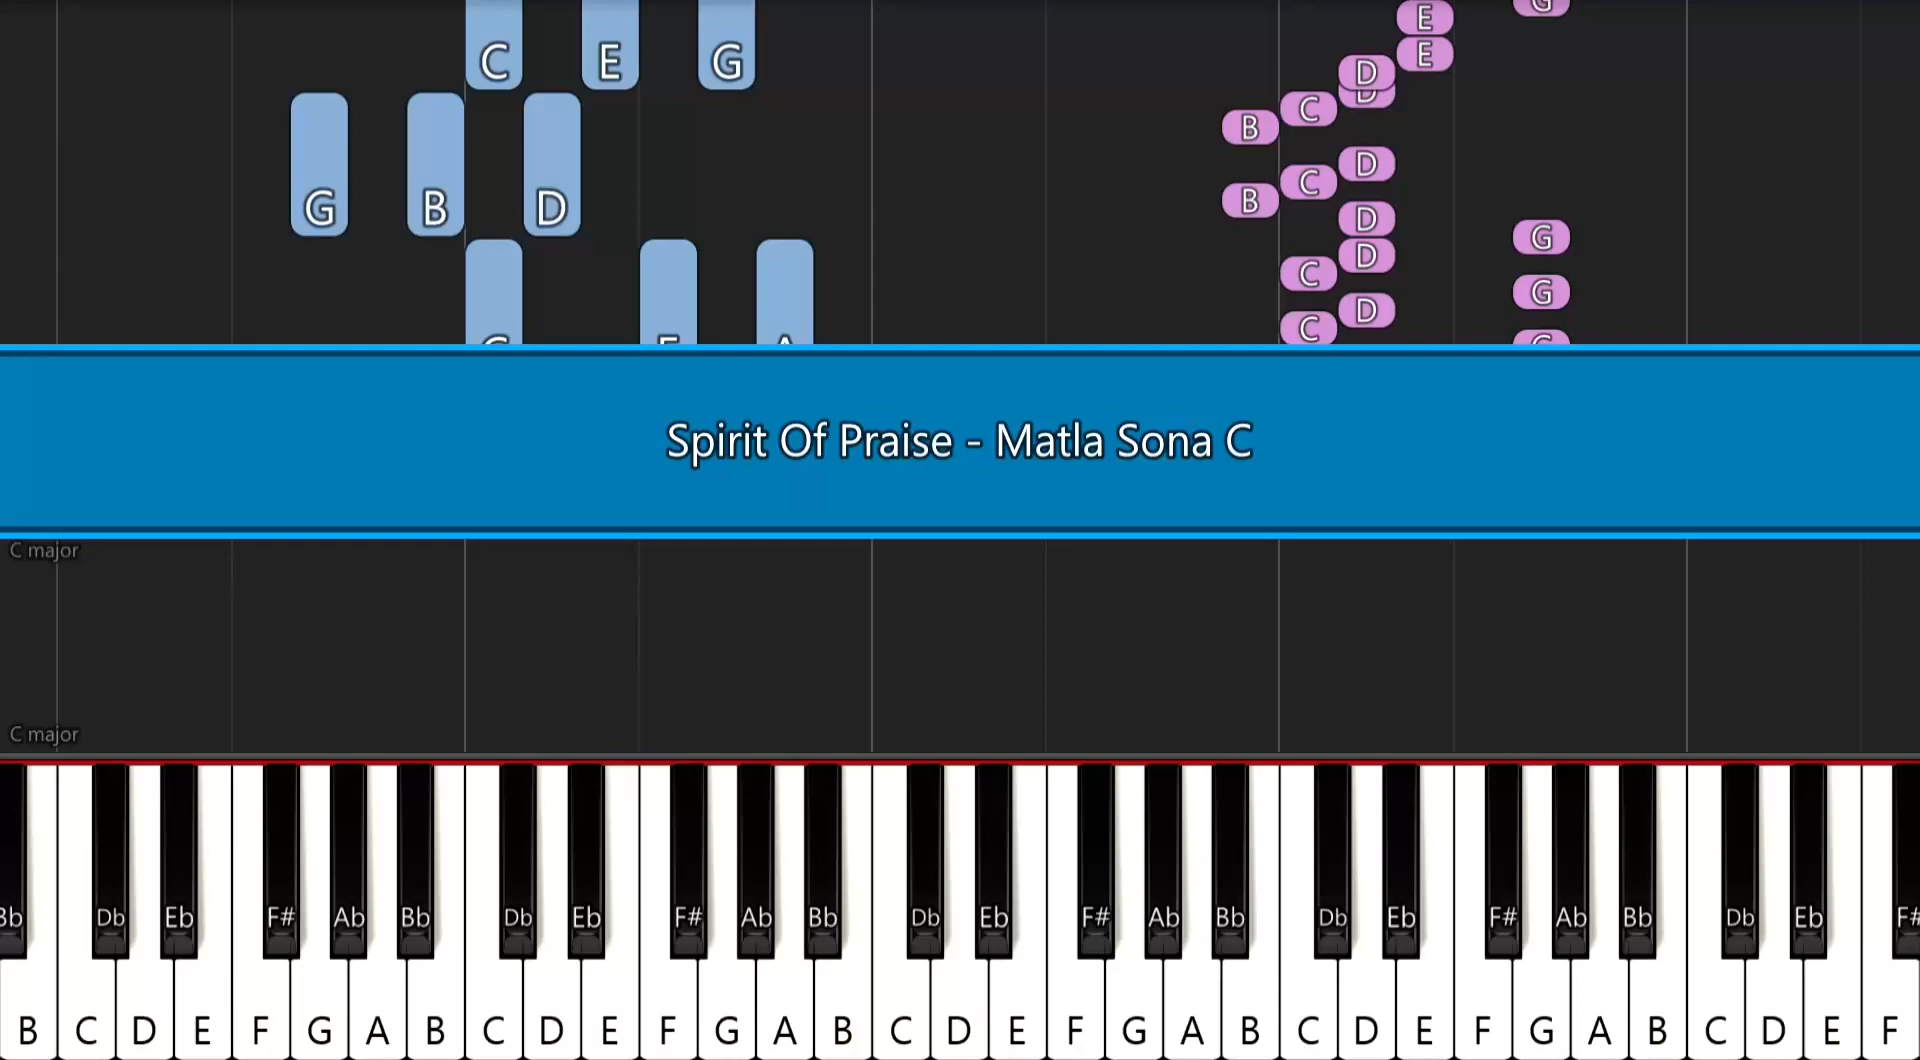 G
E
C E G
E
D
D
C
B
D
C
G B D
B
D
G
D
C
G
D
C
C F A
G
Spirit Of Praise - Matla Sona C
C major
C major
Bb Db Eb F# Ab Bb Db Eb F# Ab Bb Db Eb F# Ab Bb Db Eb F# Ab Bb Db Eb F#
B C D E F G A B C D E F G A B C D E F G A B C D E F G A B C D E F